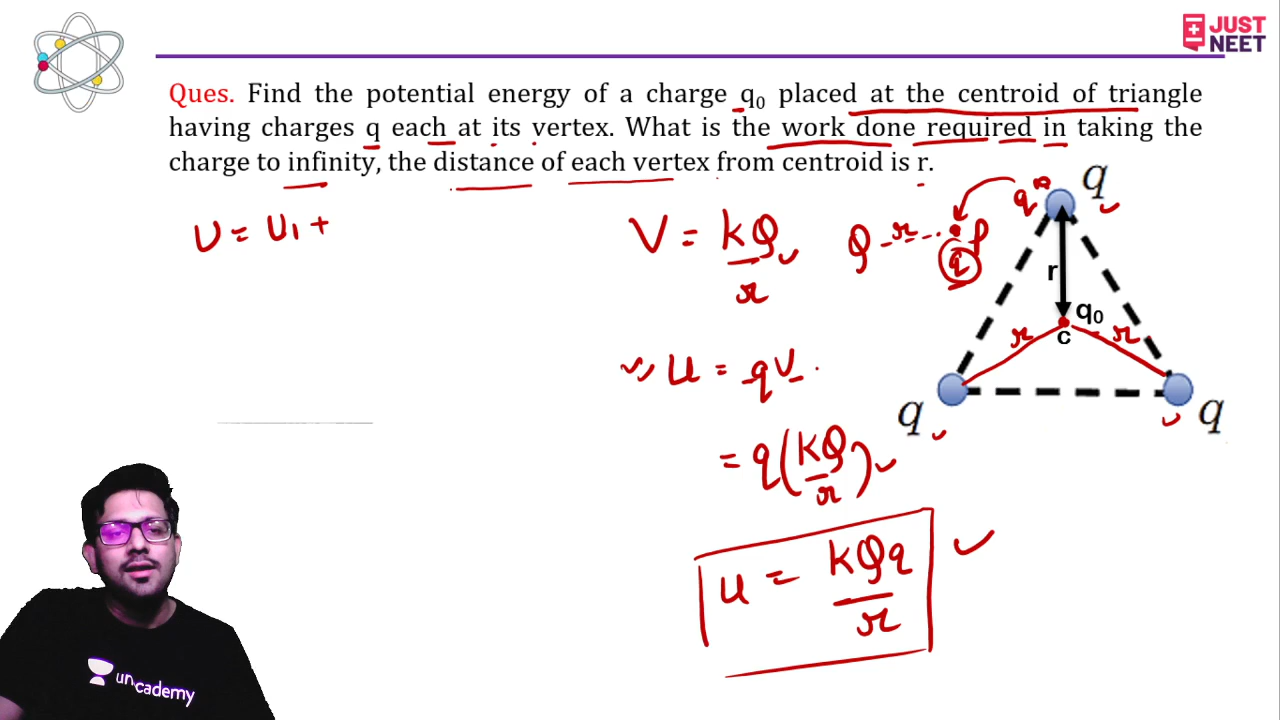 JUST
NEET
Ques. Find the potential energy of a charge q₀ placed at the centroid of triangle
having charges q each at its vertex. What is the work done required in taking the
charge to infinity, the distance of each vertex from centroid is r.
q
U = U₁ +
V = kQ/r
Q r P
q
q
r
q₀
r
r
c
u = qV
q
q
= q(kQ/r)
u = kQq/r
unacademy